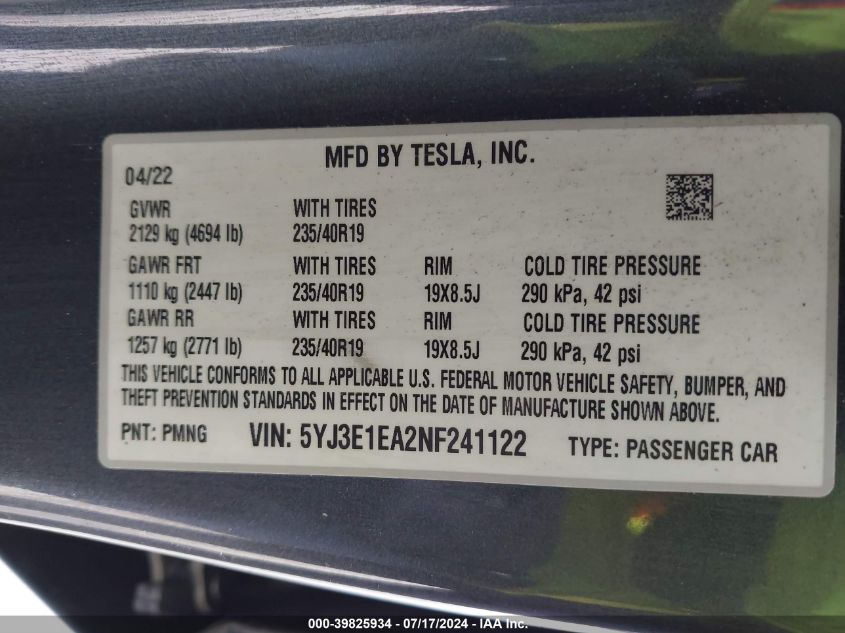 MFD BY TESLA, INC.
04/22
GVWR WITH TIRES
2129 kg (4694 lb) 235/40R19
GAWR FRT WITH TIRES RIM COLD TIRE PRESSURE
1110 kg (2447 lb) 235/40R19 19X8.5J 290 kPa, 42 psi
GAWR RR WITH TIRES RIM COLD TIRE PRESSURE
1257 kg (2771 lb) 235/40R19 19X8.5J 290 kPa, 42 psi
THIS VEHICLE CONFORMS TO ALL APPLICABLE U.S. FEDERAL MOTOR VEHICLE SAFETY, BUMPER, AND
THEFT PREVENTION STANDARDS IN EFFECT ON THE DATE OF MANUFACTURE SHOWN ABOVE.
PNT: PMNG VIN: 5YJ3E1EA2NF241122 TYPE: PASSENGER CAR
000-39825934 / 07/17/2024 - IAA Inc.